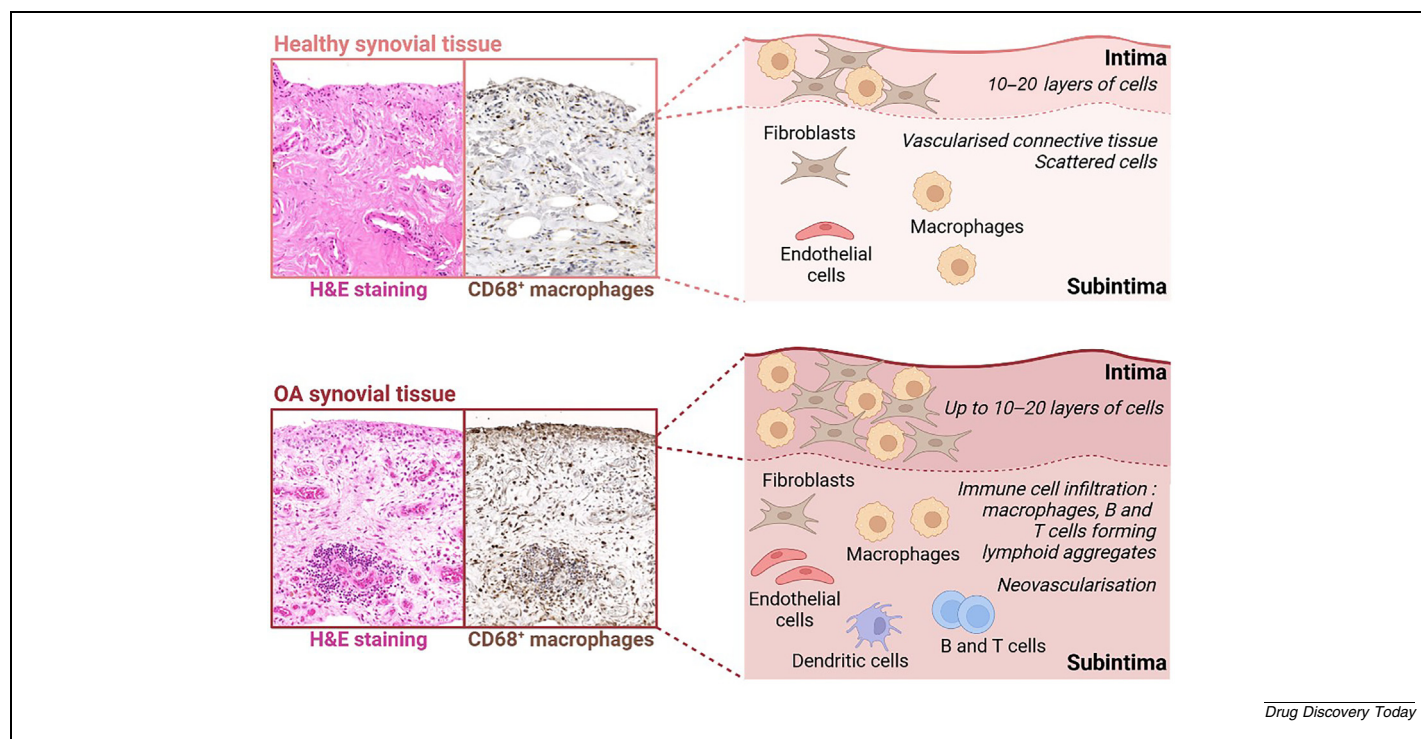 Healthy synovial tissue
H&E staining
CD68⁺ macrophages
Intima
10–20 layers of cells
Fibroblasts
Vascularised connective tissue
Scattered cells
Macrophages
Endothelial
cells
Subintima
OA synovial tissue
H&E staining
CD68⁺ macrophages
Intima
Up to 10–20 layers of cells
Fibroblasts
Immune cell infiltration :
macrophages, B and
T cells forming
lymphoid aggregates
Macrophages
Neovascularisation
Endothelial
cells
Dendritic cells
B and T cells
Subintima
Drug Discovery Today